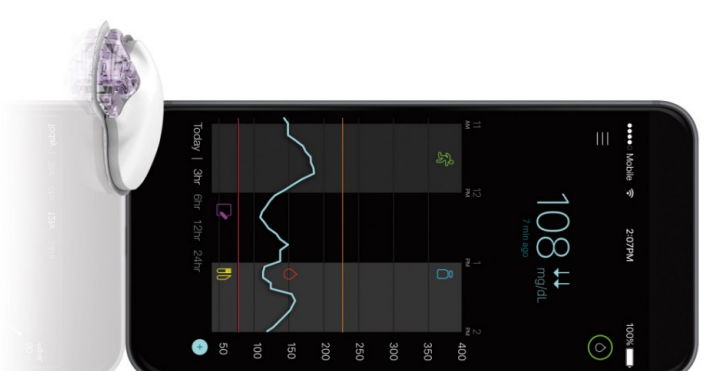 Mobile 2:07PM 100%
108 mg/dL
7 min ago
400
350
300
250
200
150
100
50
11 AM
12 PM
1 PM
2 PM
Today | 3hr 6hr 12hr 24hr